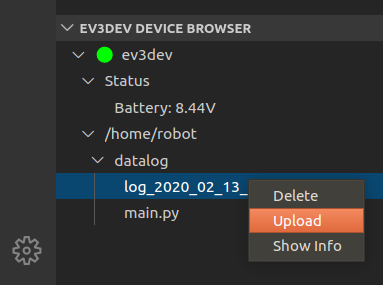 EV3DEV DEVICE BROWSER
ev3dev
Status
Battery: 8.44V
/home/robot
datalog
log_2020_02_13_
main.py
Delete
Upload
Show Info